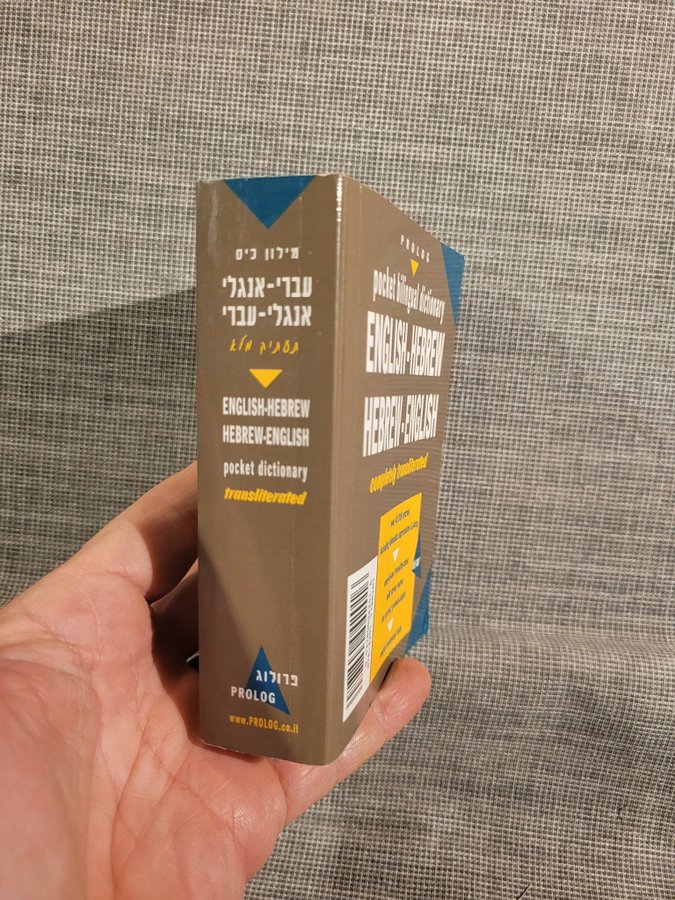 מילון כיס
עברי-אנגלי
אנגלי-עברי
תעתיק מלא
ENGLISH-HEBREW
HEBREW-ENGLISH
pocket dictionary
transliterated
פרולוג
PROLOG
www.PROLOG.co.il
PROLOG
pocket bilingual dictionary
ENGLISH-HEBREW
HEBREW-ENGLISH
completely transliterated